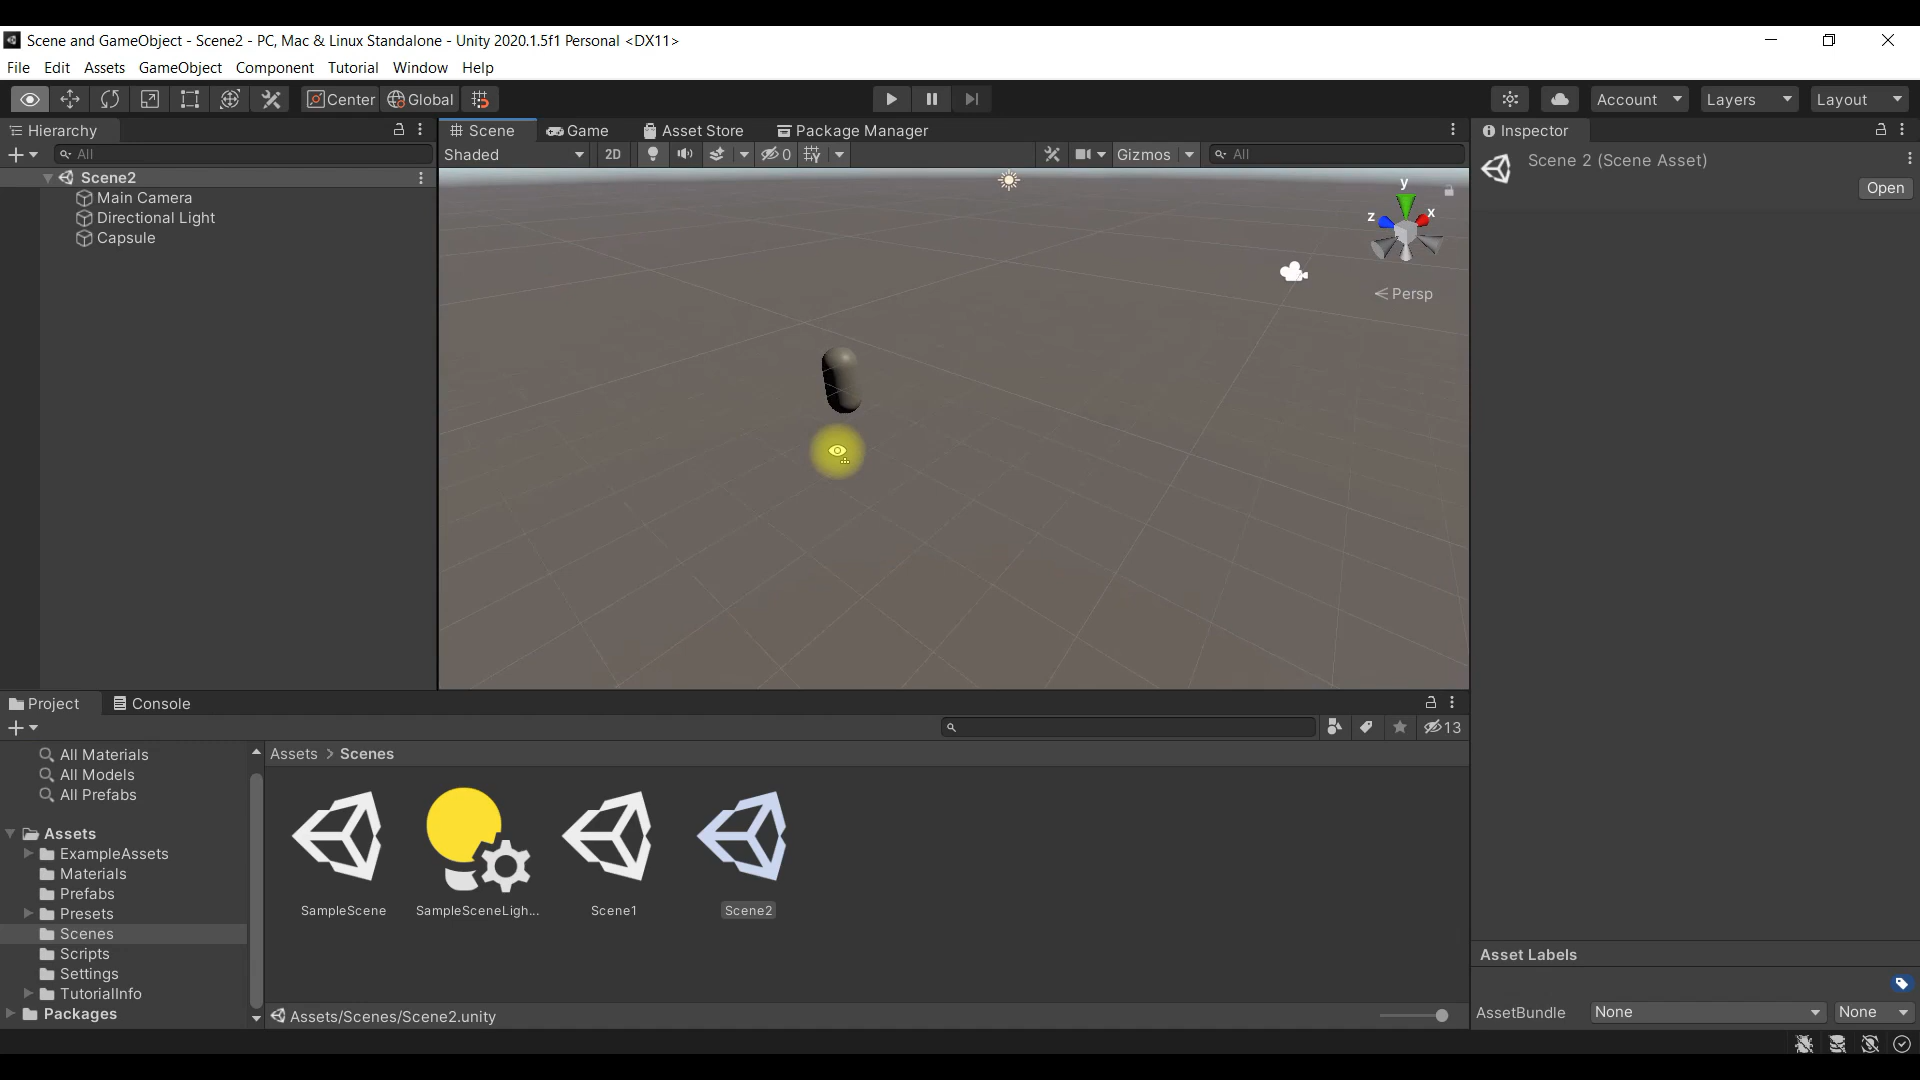 Scene and GameObject - Scene2 - PC, Mac & Linux Standalone - Unity 2020.1.5f1 Personal <DX11>
File Edit Assets GameObject Component Tutorial Window Help
Center Global Account Layers Layout
Hierarchy
All
Scene2
Main Camera
Directional Light
Capsule
Scene Game Asset Store Package Manager
Shaded 2D 0 Gizmos All
y
x
z
Persp
Inspector
Scene 2 (Scene Asset)
Open
Project Console
13
All Materials
All Models
All Prefabs
Assets
ExampleAssets
Materials
Prefabs
Presets
Scenes
Scripts
Settings
TutorialInfo
Packages
Assets > Scenes
SampleScene SampleSceneLigh... Scene1 Scene2
Assets/Scenes/Scene2.unity
Asset Labels
AssetBundle None None